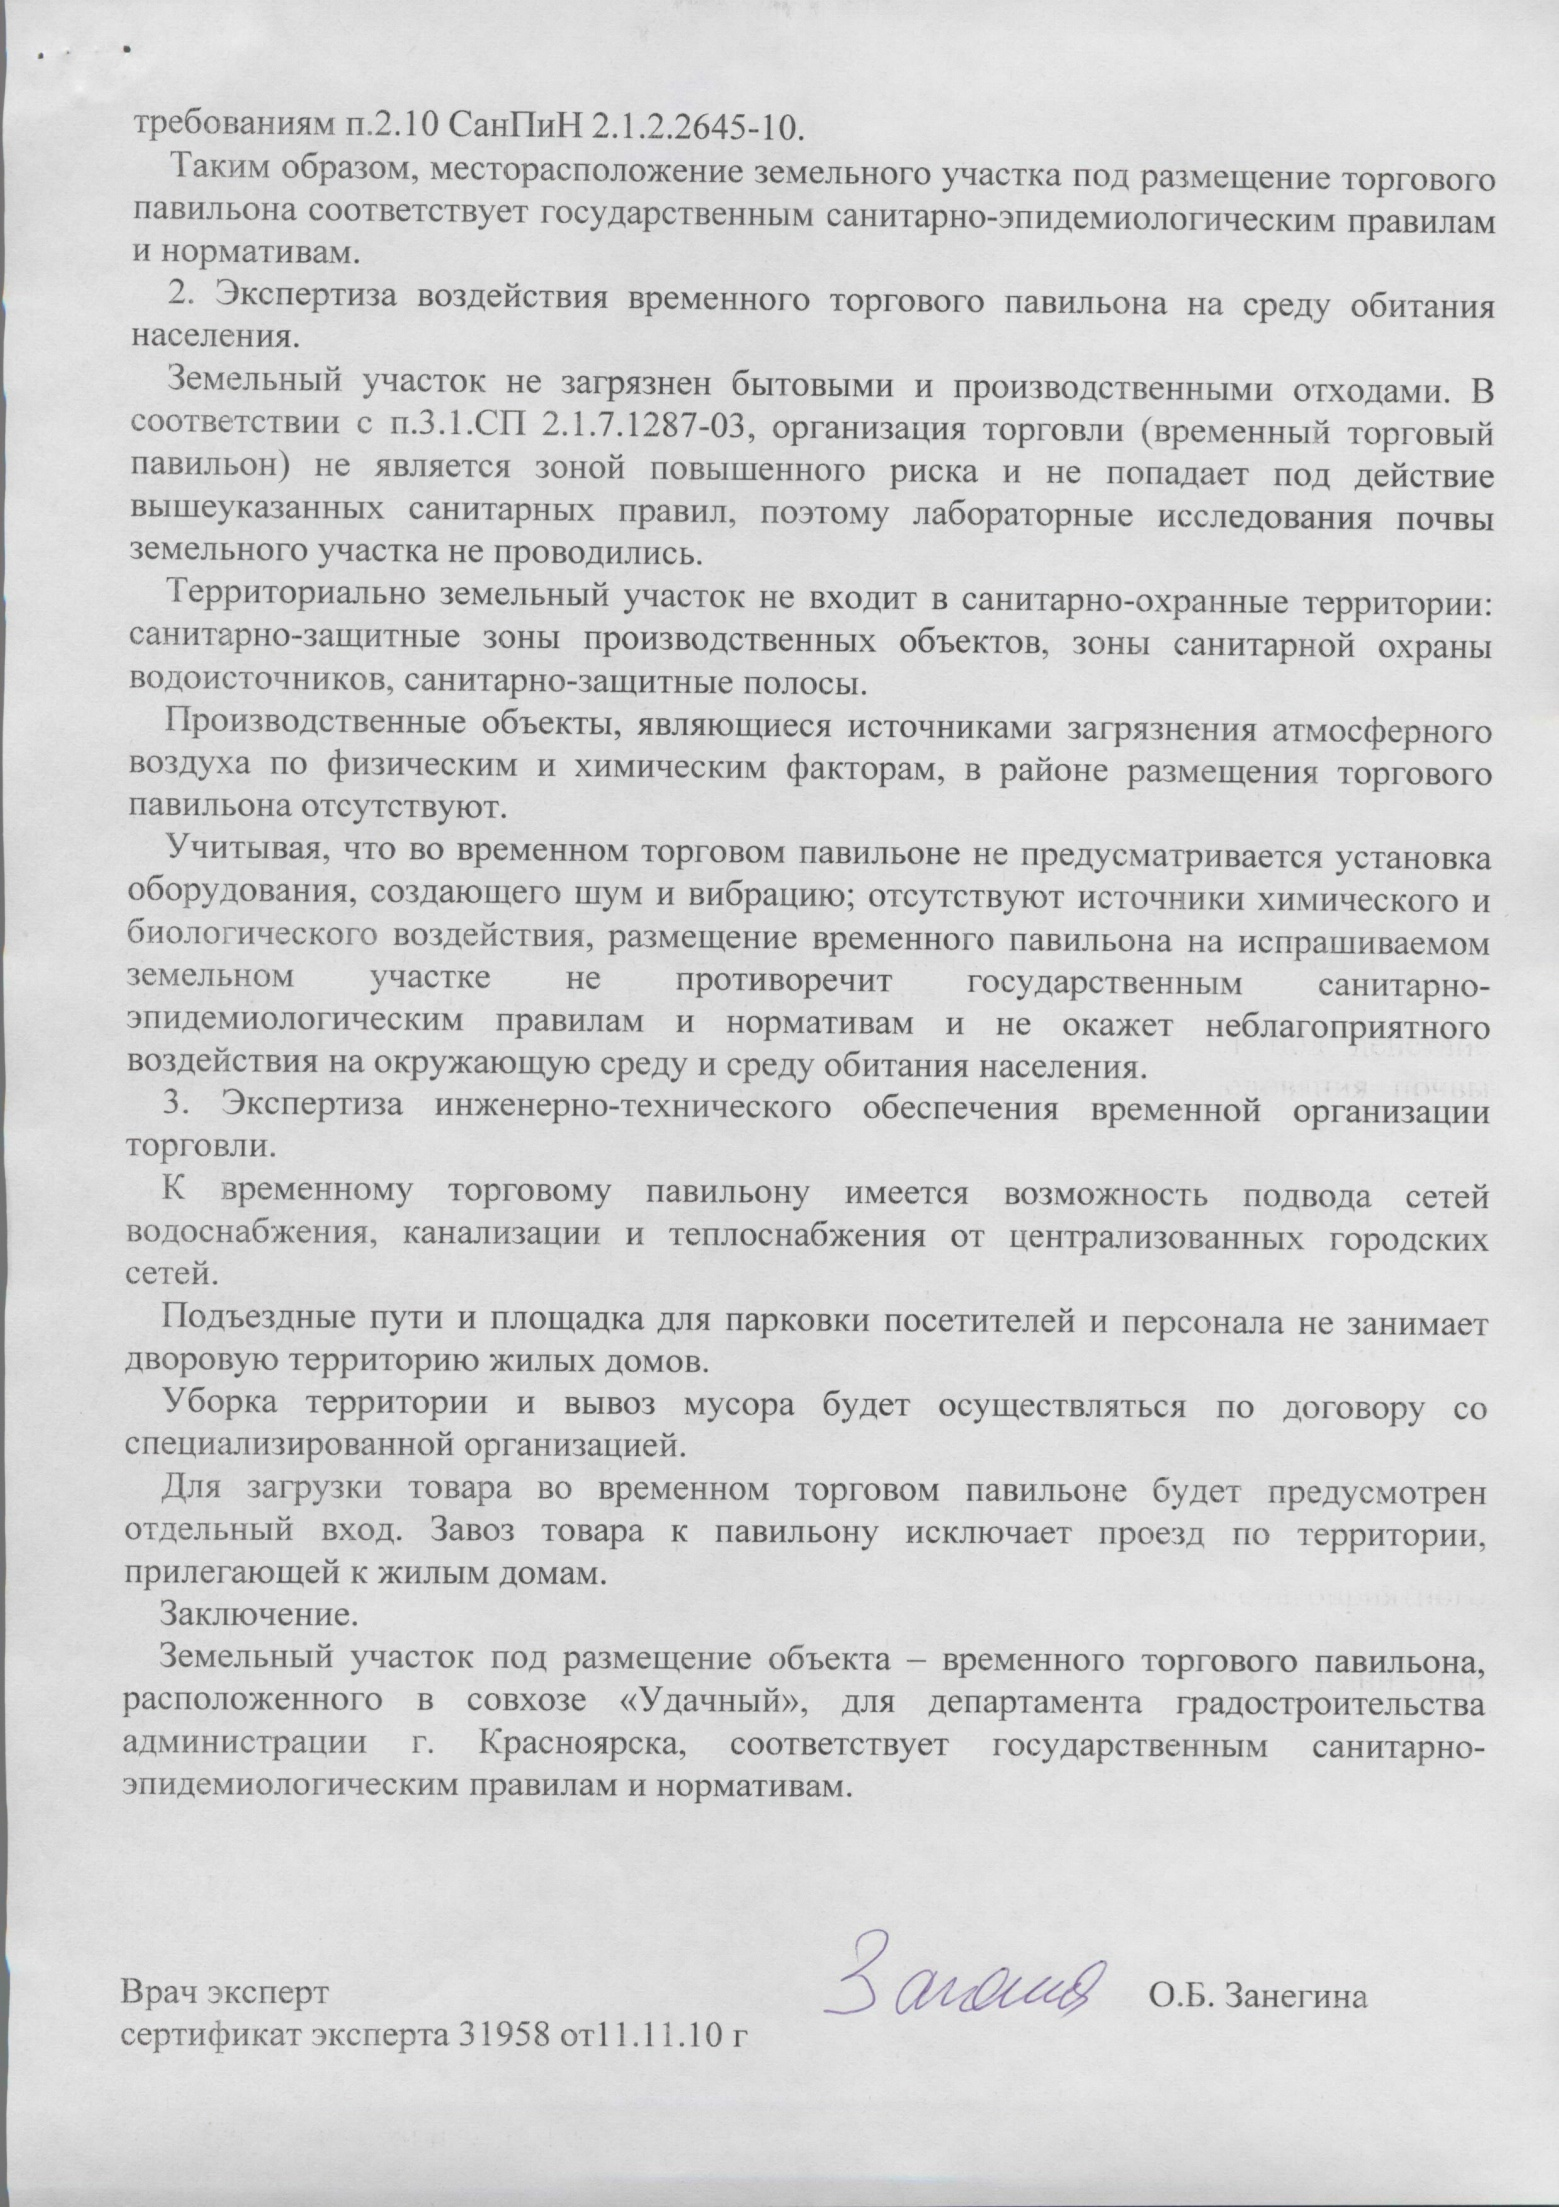 требованиям п.2.10 СанПиН 2.1.2.2645-10.
Таким образом, месторасположение земельного участка под размещение торгового
павильона соответствует государственным санитарно-эпидемиологическим правилам
и нормативам.
2. Экспертиза воздействия временного торгового павильона на среду обитания
населения.
Земельный участок не загрязнен бытовыми и производственными отходами. В
соответствии с п.3.1.СП 2.1.7.1287-03, организация торговли (временный торговый
павильон) не является зоной повышенного риска и не попадает под действие
вышеуказанных санитарных правил, поэтому лабораторные исследования почвы
земельного участка не проводились.
Территориально земельный участок не входит в санитарно-охранные территории:
санитарно-защитные зоны производственных объектов, зоны санитарной охраны
водоисточников, санитарно-защитные полосы.
Производственные объекты, являющиеся источниками загрязнения атмосферного
воздуха по физическим и химическим факторам, в районе размещения торгового
павильона отсутствуют.
Учитывая, что во временном торговом павильоне не предусматривается установка
оборудования, создающего шум и вибрацию; отсутствуют источники химического и
биологического воздействия, размещение временного павильона на испрашиваемом
земельном участке не противоречит государственным санитарно-
эпидемиологическим правилам и нормативам и не окажет неблагоприятного
воздействия на окружающую среду и среду обитания населения.
3. Экспертиза инженерно-технического обеспечения временной организации
торговли.
К временному торговому павильону имеется возможность подвода сетей
водоснабжения, канализации и теплоснабжения от централизованных городских
сетей.
Подъездные пути и площадка для парковки посетителей и персонала не занимает
дворовую территорию жилых домов.
Уборка территории и вывоз мусора будет осуществляться по договору со
специализированной организацией.
Для загрузки товара во временном торговом павильоне будет предусмотрен
отдельный вход. Завоз товара к павильону исключает проезд по территории,
прилегающей к жилым домам.
Заключение.
Земельный участок под размещение объекта – временного торгового павильона,
расположенного в совхозе «Удачный», для департамента градостроительства
администрации г. Красноярска, соответствует государственным санитарно-
эпидемиологическим правилам и нормативам.
Врач эксперт О.Б. Занегина
сертификат эксперта 31958 от11.11.10 г